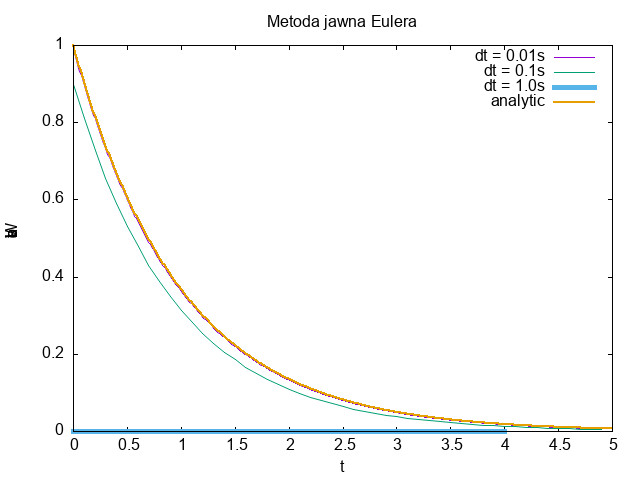 Metoda jawna Eulera
dt = 0.01s
dt = 0.1s
dt = 1.0s
analytic
1
0.8
0.6
0.4
0.2
0
0 0.5 1 1.5 2 2.5 3 3.5 4 4.5 5
t